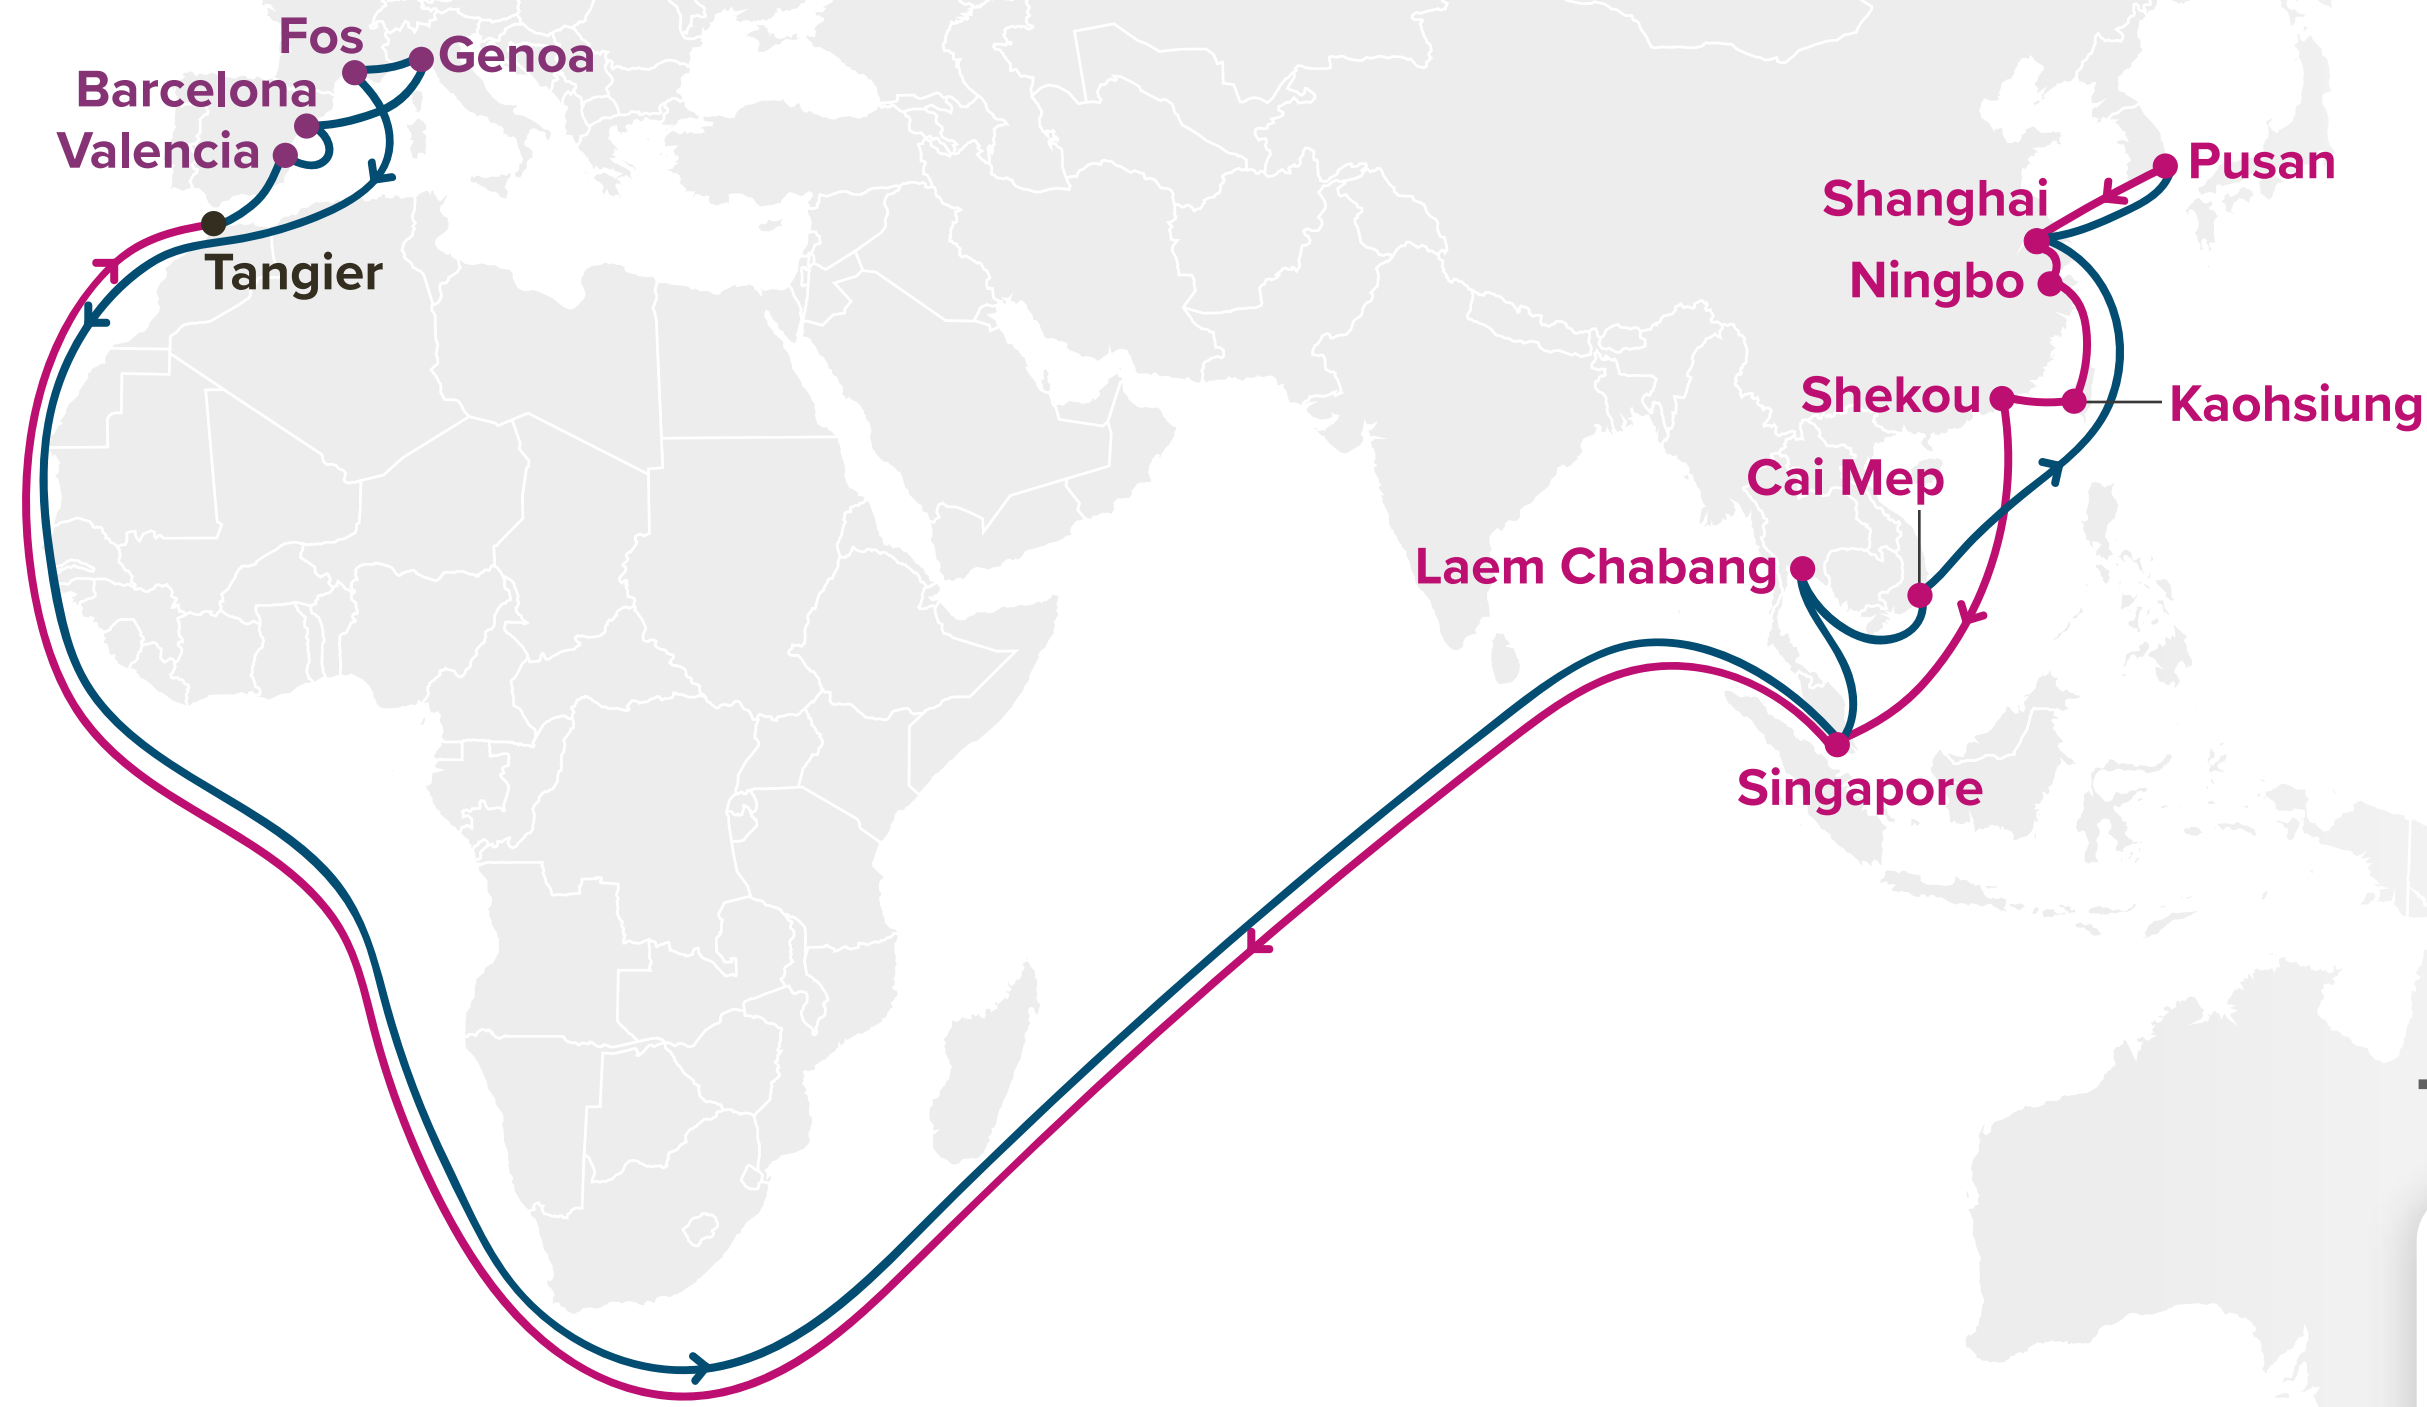 Fos
Genoa
Barcelona
Valencia
Tangier
Pusan
Shanghai
Ningbo
Shekou
Kaohsiung
Cai Mep
Laem Chabang
Singapore